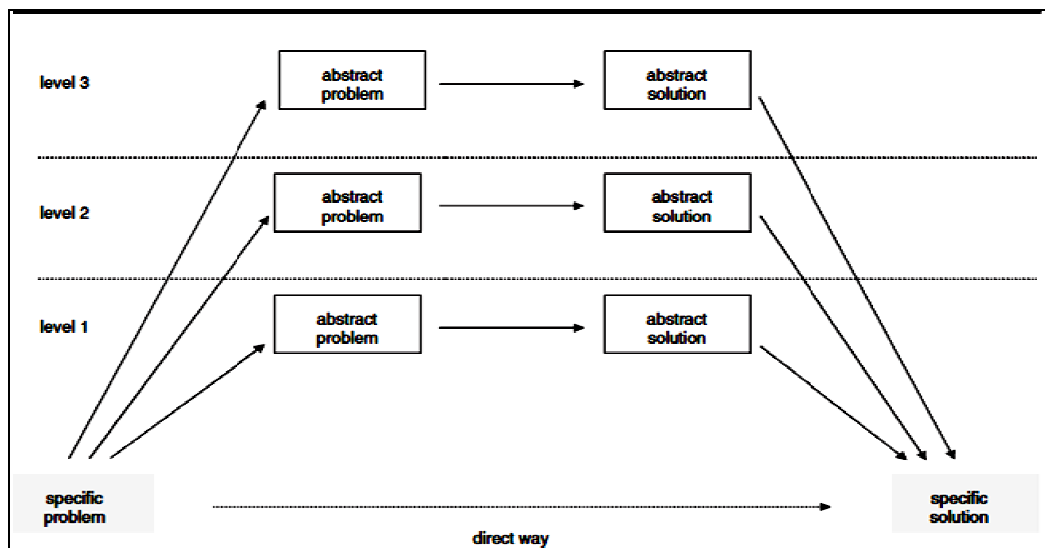 level 3
abstract
problem
abstract
solution
level 2
abstract
problem
abstract
solution
level 1
abstract
problem
abstract
solution
specific
problem
direct way
specific
solution